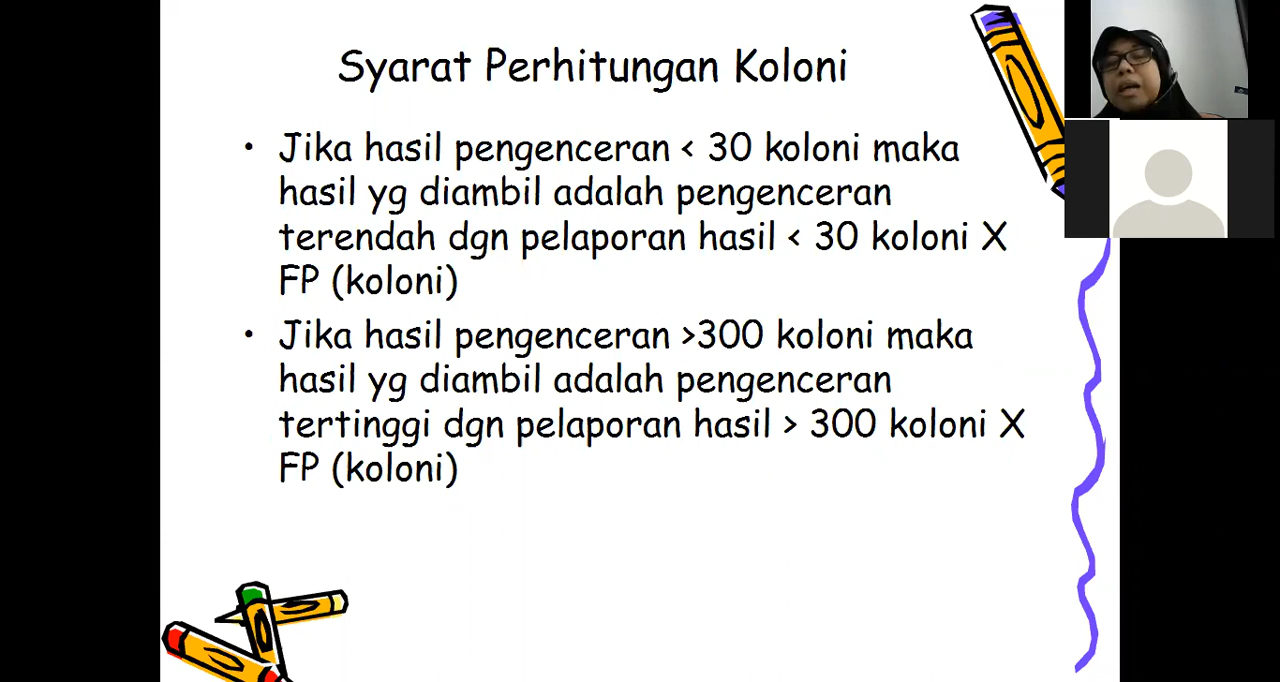 Syarat Perhitungan Koloni
• Jika hasil pengenceran < 30 koloni maka
hasil yg diambil adalah pengenceran
terendah dgn pelaporan hasil < 30 koloni X
FP (koloni)
• Jika hasil pengenceran >300 koloni maka
hasil yg diambil adalah pengenceran
tertinggi dgn pelaporan hasil > 300 koloni X
FP (koloni)